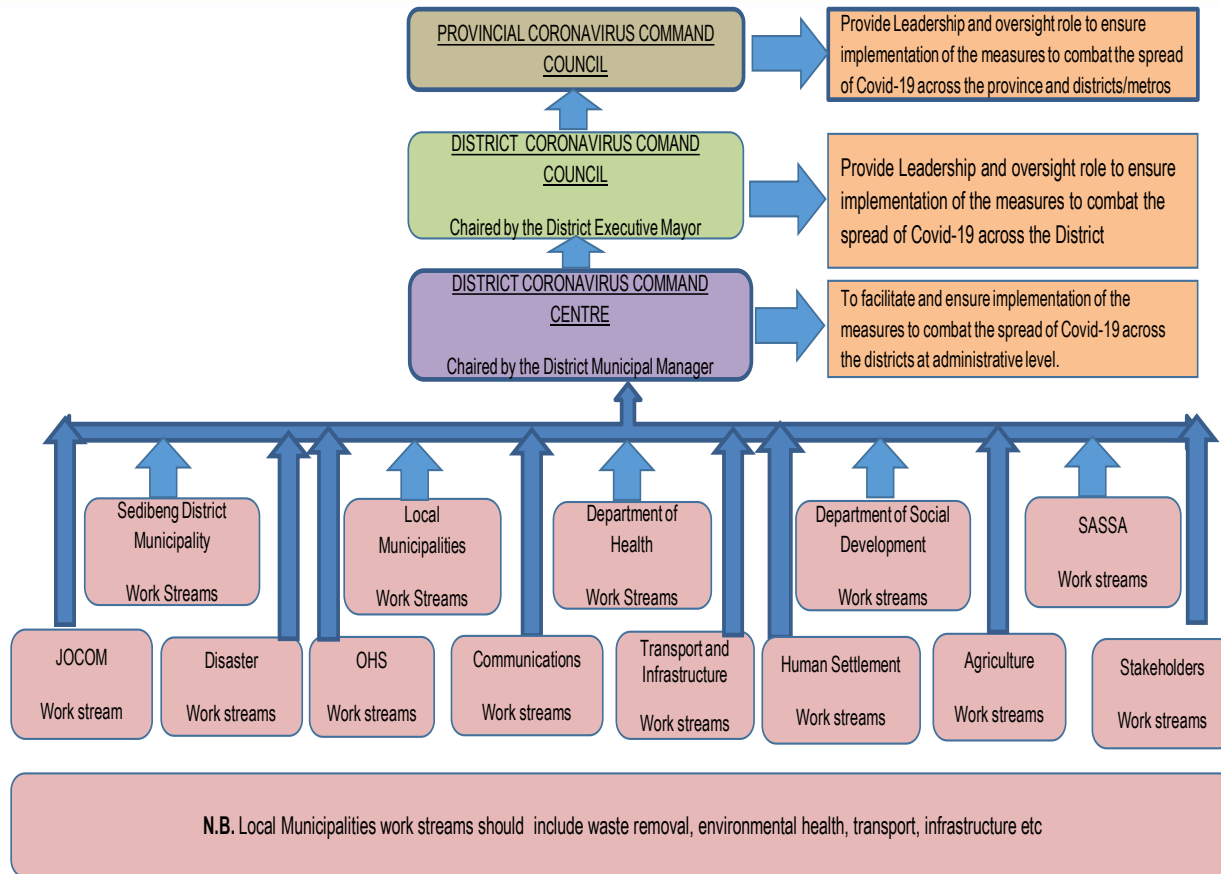 PROVINCIAL CORONAVIRUS COMMAND
COUNCIL
Provide Leadership and oversight role to ensure
implementation of the measures to combat the spread
of Covid-19 across the province and districts/metros
DISTRICT CORONAVIRUS COMAND
COUNCIL
Chaired by the District Executive Mayor
Provide Leadership and oversight role to ensure
implementation of the measures to combat the
spread of Covid-19 across the District
DISTRICT CORONAVIRUS COMMAND
CENTRE
Chaired by the District Municipal Manager
To facilitate and ensure implementation of the
measures to combat the spread of Covid-19 across
the districts at administrative level.
Sedibeng District
Municipality
Work Streams
Local
Municipalities
Work Streams
Department of
Health
Work Streams
Department of Social
Development
Work streams
SASSA
Work streams
JOCOM
Work stream
Disaster
Work streams
OHS
Work streams
Communications
Work streams
Transport and
Infrastructure
Work streams
Human Settlement
Work streams
Agriculture
Work streams
Stakeholders
Work streams
N.B. Local Municipalities work streams should include waste removal, environmental health, transport, infrastructure etc